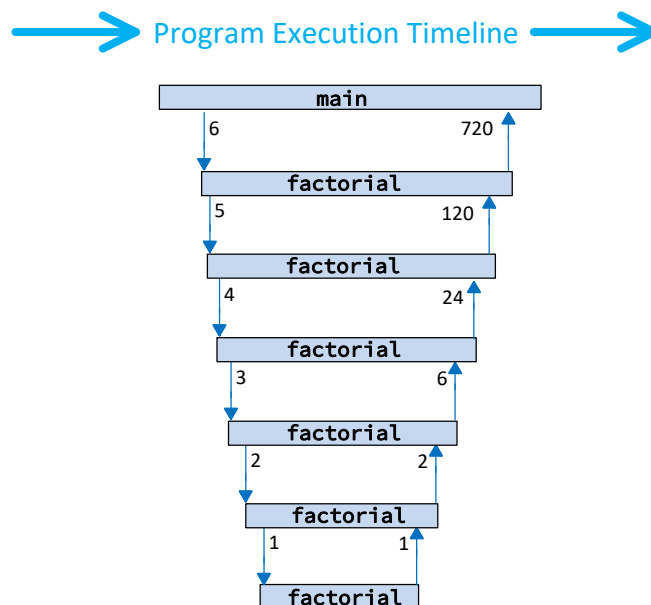 Program Execution Timeline
main
6 720
factorial
5 120
factorial
4 24
factorial
3 6
factorial
2 2
factorial
1 1
factorial